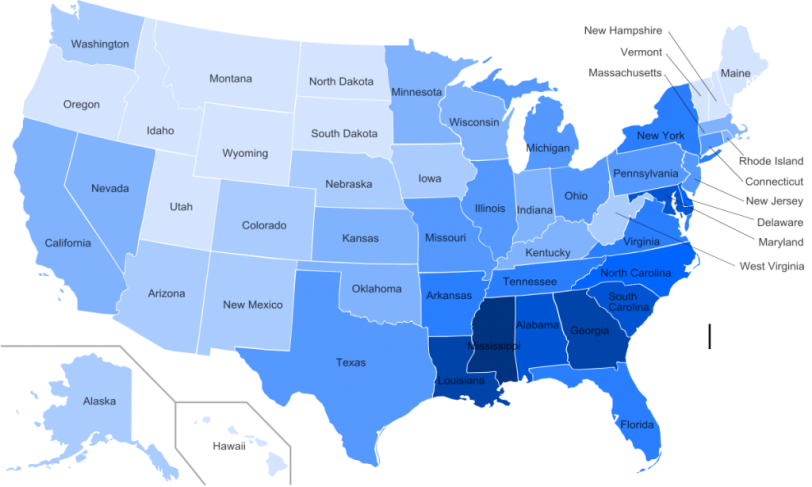 New Hampshire
Vermont
Massachusetts
Washington
Montana
North Dakota
Minnesota
Maine
Oregon
Idaho
South Dakota
Wisconsin
Michigan
New York
Rhode Island
Wyoming
Pennsylvania
Connecticut
Nevada
Utah
Nebraska
Iowa
Illinois
Indiana
Ohio
New Jersey
Delaware
California
Colorado
Kansas
Missouri
Kentucky
Virginia
Maryland
West Virginia
Arizona
New Mexico
Oklahoma
Arkansas
Tennessee
North Carolina
South
Carolina
Texas
Louisiana
Mississippi
Alabama
Georgia
Florida
Alaska
Hawaii